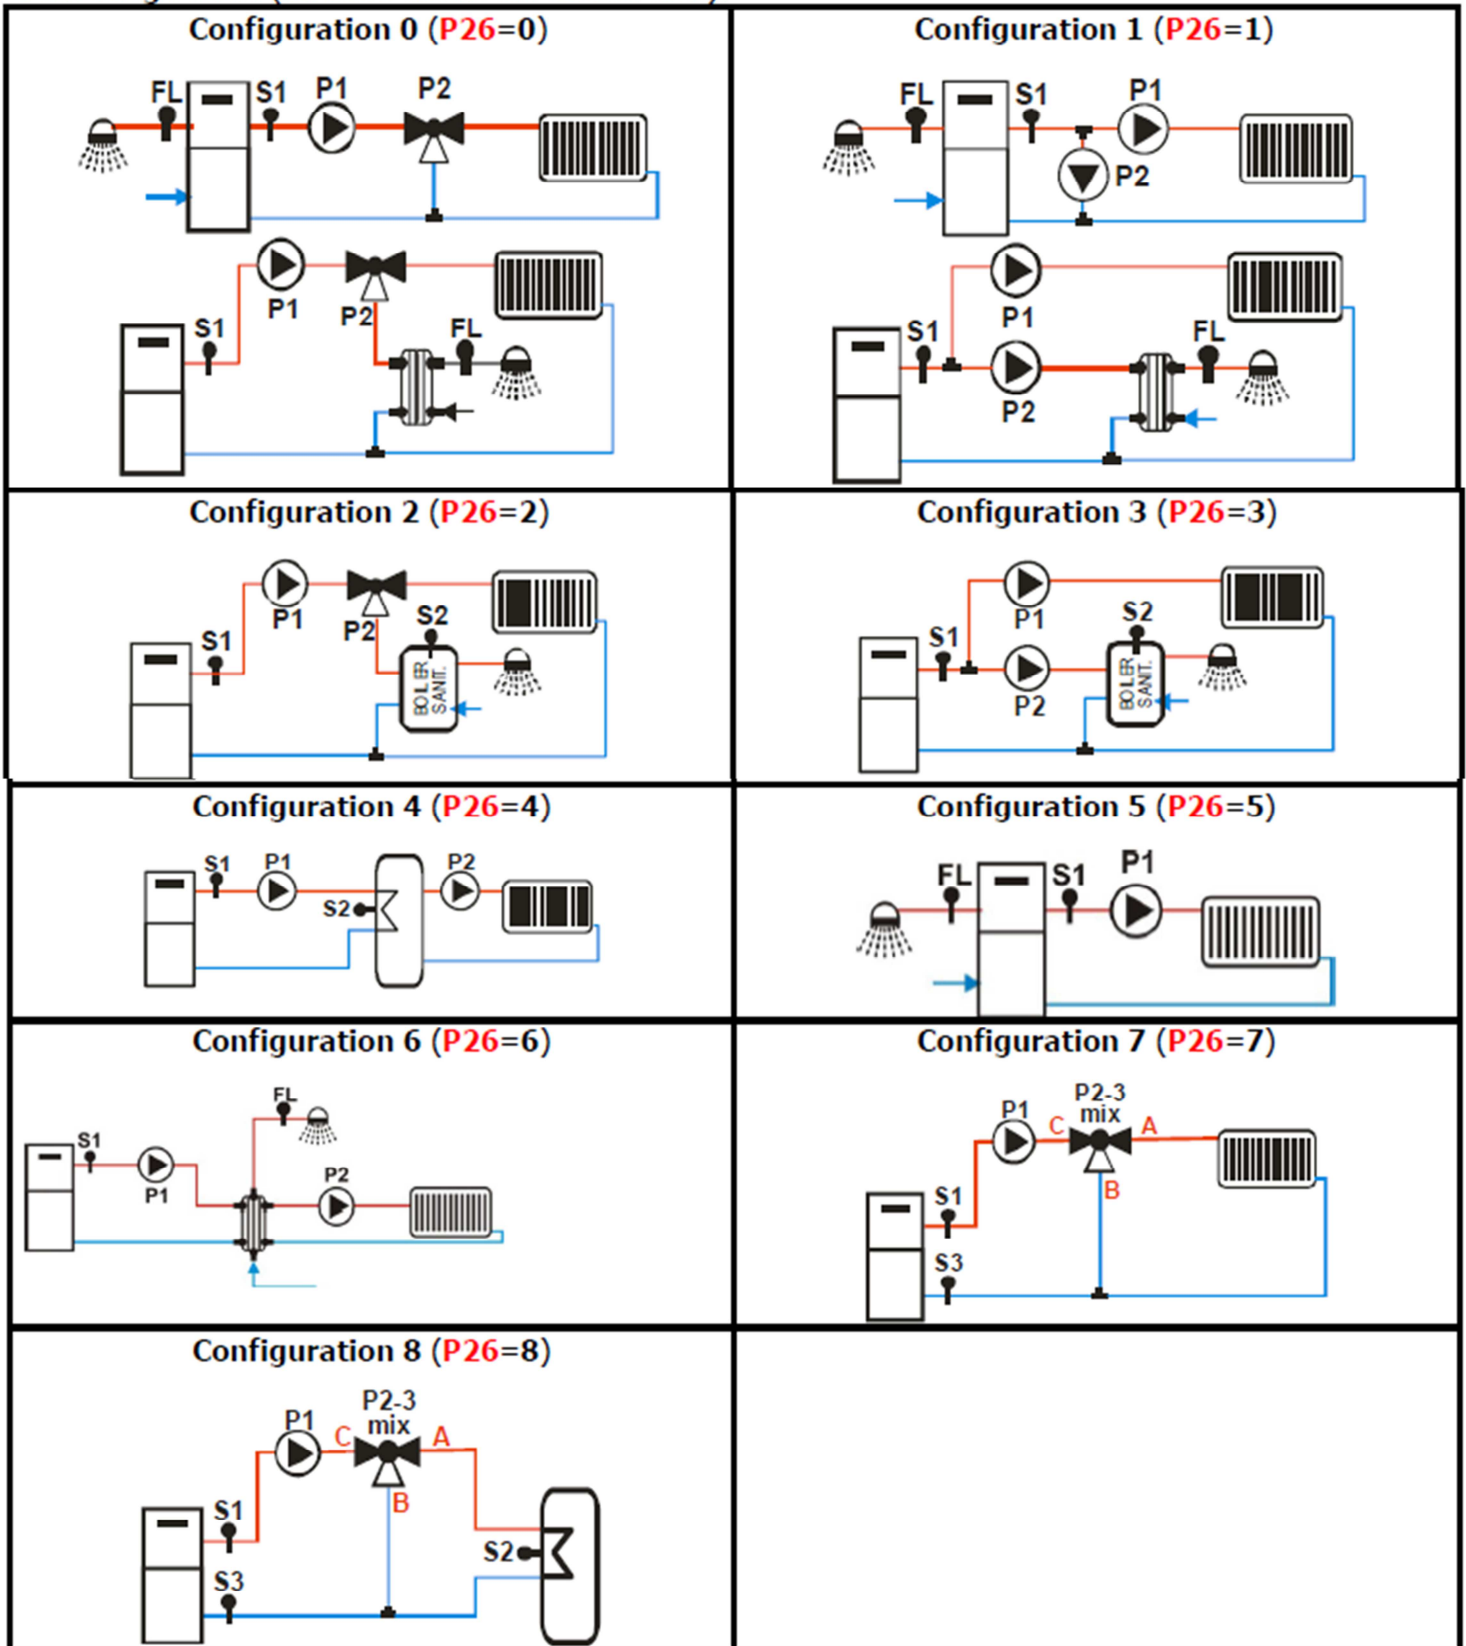 Configuration 0 (P26=0)
FL S1 P1 P2
P1
P2
S1
FL
Configuration 1 (P26=1)
FL S1 P1
P2
P1
S1
FL
P2
Configuration 2 (P26=2)
P1
S2
P2
S1
BOILER
SANIT.
Configuration 3 (P26=3)
P1
S2
S1
P2
BOILER
SANIT.
Configuration 4 (P26=4)
S1 P1 P2
S2
Configuration 5 (P26=5)
FL S1 P1
Configuration 6 (P26=6)
FL
S1
P1
P2
Configuration 7 (P26=7)
P2-3
mix
P1
C A
B
S1
S3
Configuration 8 (P26=8)
P2-3
mix
P1
C A
B
S1
S2
S3